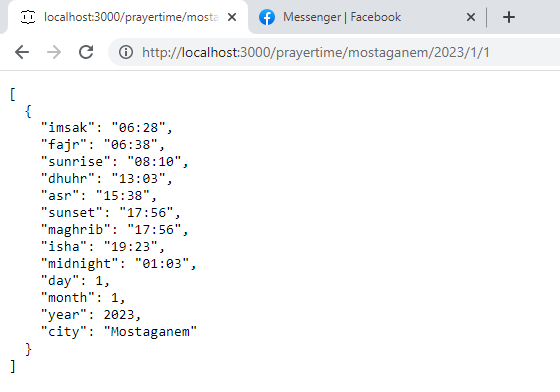 localhost:3000/prayertime/mosta
Messenger | Facebook
http://localhost:3000/prayertime/mostaganem/2023/1/1
[
{
"imsak": "06:28",
"fajr": "06:38",
"sunrise": "08:10",
"dhuhr": "13:03",
"asr": "15:38",
"sunset": "17:56",
"maghrib": "17:56",
"isha": "19:23",
"midnight": "01:03",
"day": 1,
"month": 1,
"year": 2023,
"city": "Mostaganem"
}
]